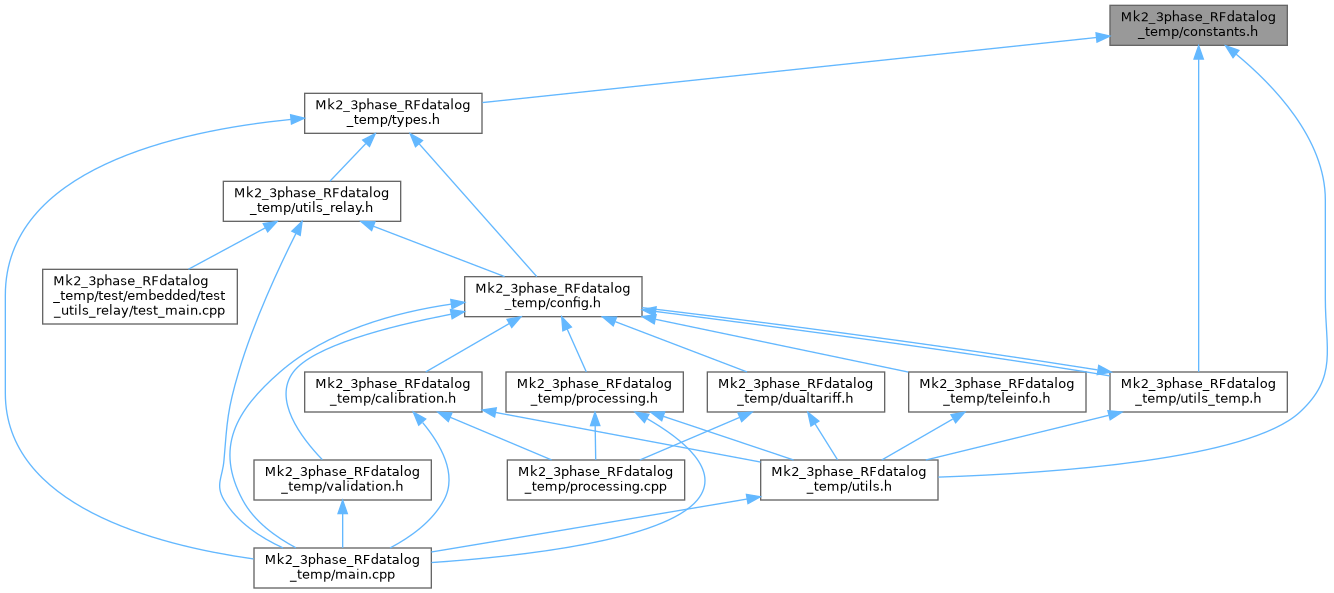 Mk2_3phase_RFdatalog
_temp/constants.h
Mk2_3phase_RFdatalog
_temp/types.h
Mk2_3phase_RFdatalog
_temp/utils_relay.h
Mk2_3phase_RFdatalog
_temp/test/embedded/test
_utils_relay/test_main.cpp
Mk2_3phase_RFdatalog
_temp/config.h
Mk2_3phase_RFdatalog
_temp/calibration.h
Mk2_3phase_RFdatalog
_temp/processing.h
Mk2_3phase_RFdatalog
_temp/dualtariff.h
Mk2_3phase_RFdatalog
_temp/teleinfo.h
Mk2_3phase_RFdatalog
_temp/utils_temp.h
Mk2_3phase_RFdatalog
_temp/validation.h
Mk2_3phase_RFdatalog
_temp/processing.cpp
Mk2_3phase_RFdatalog
_temp/utils.h
Mk2_3phase_RFdatalog
_temp/main.cpp